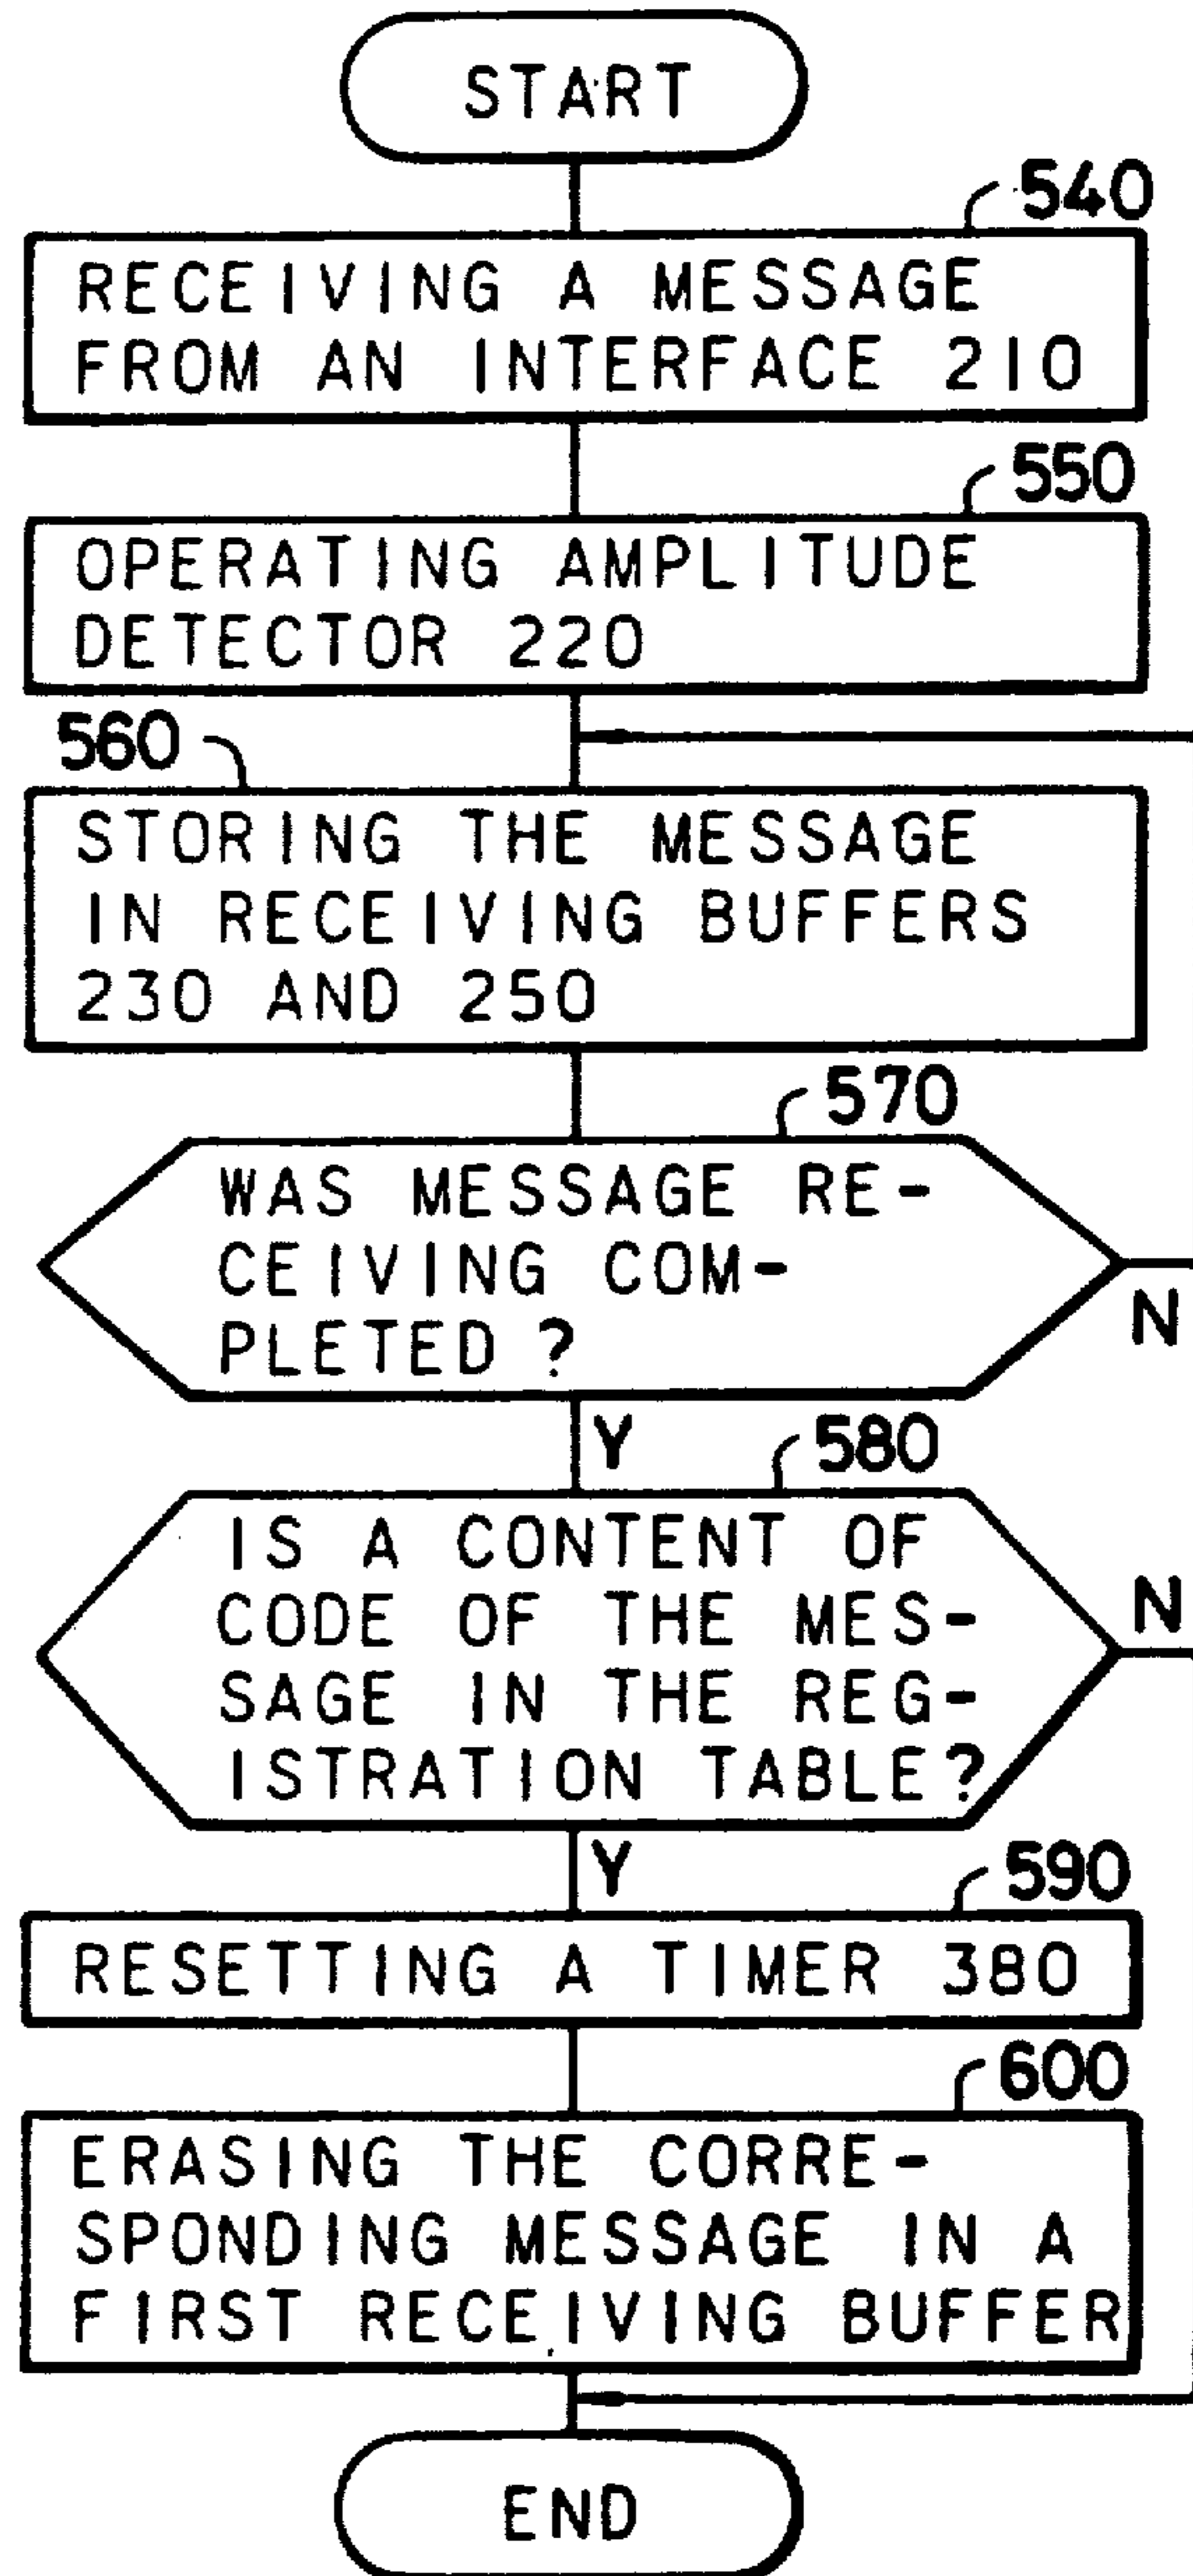 START
540
RECEIVING A MESSAGE
FROM AN INTERFACE 210
550
OPERATING AMPLITUDE
DETECTOR 220
560
STORING THE MESSAGE
IN RECEIVING BUFFERS
230 AND 250
570
WAS MESSAGE RE-
CEIVING COM-
PLETED ?
N
Y
580
IS A CONTENT OF
CODE OF THE MES-
SAGE IN THE REG-
ISTRATION TABLE?
N
Y
590
RESETTING A TIMER 380
600
ERASING THE CORRE-
SPONDING MESSAGE IN A
FIRST RECEIVING BUFFER
END